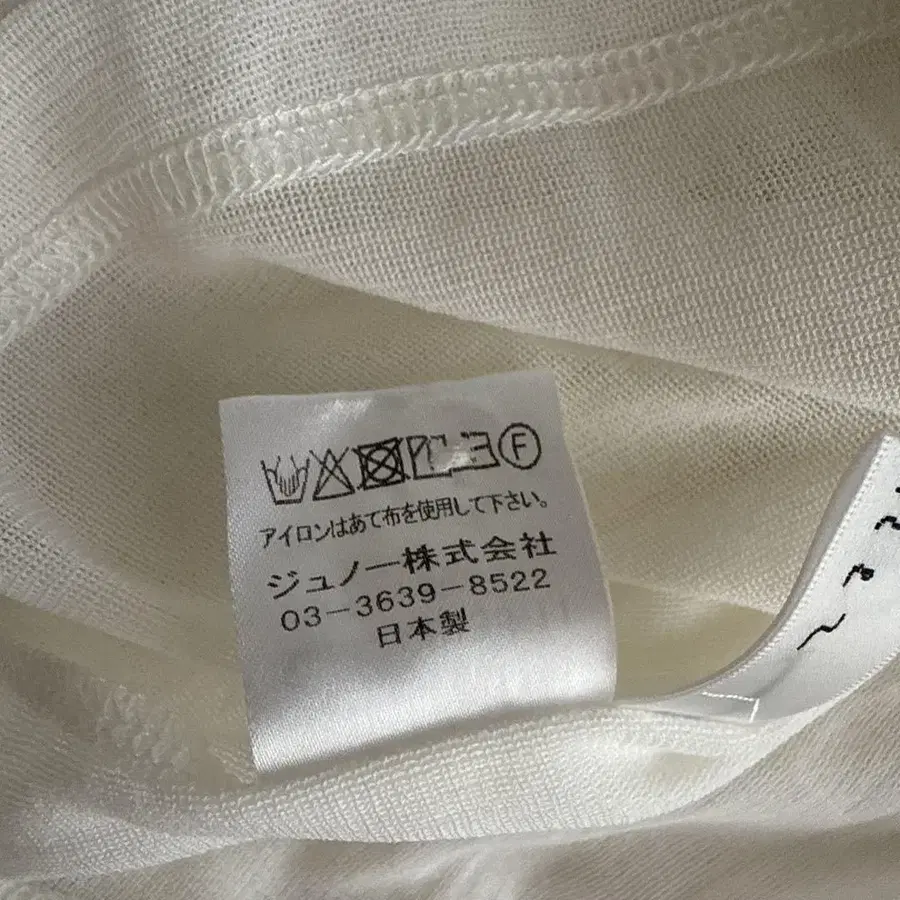 F
アイロンはあて布を使用して下さい。
ジュノー株式会社
03-3639-8522
日本製